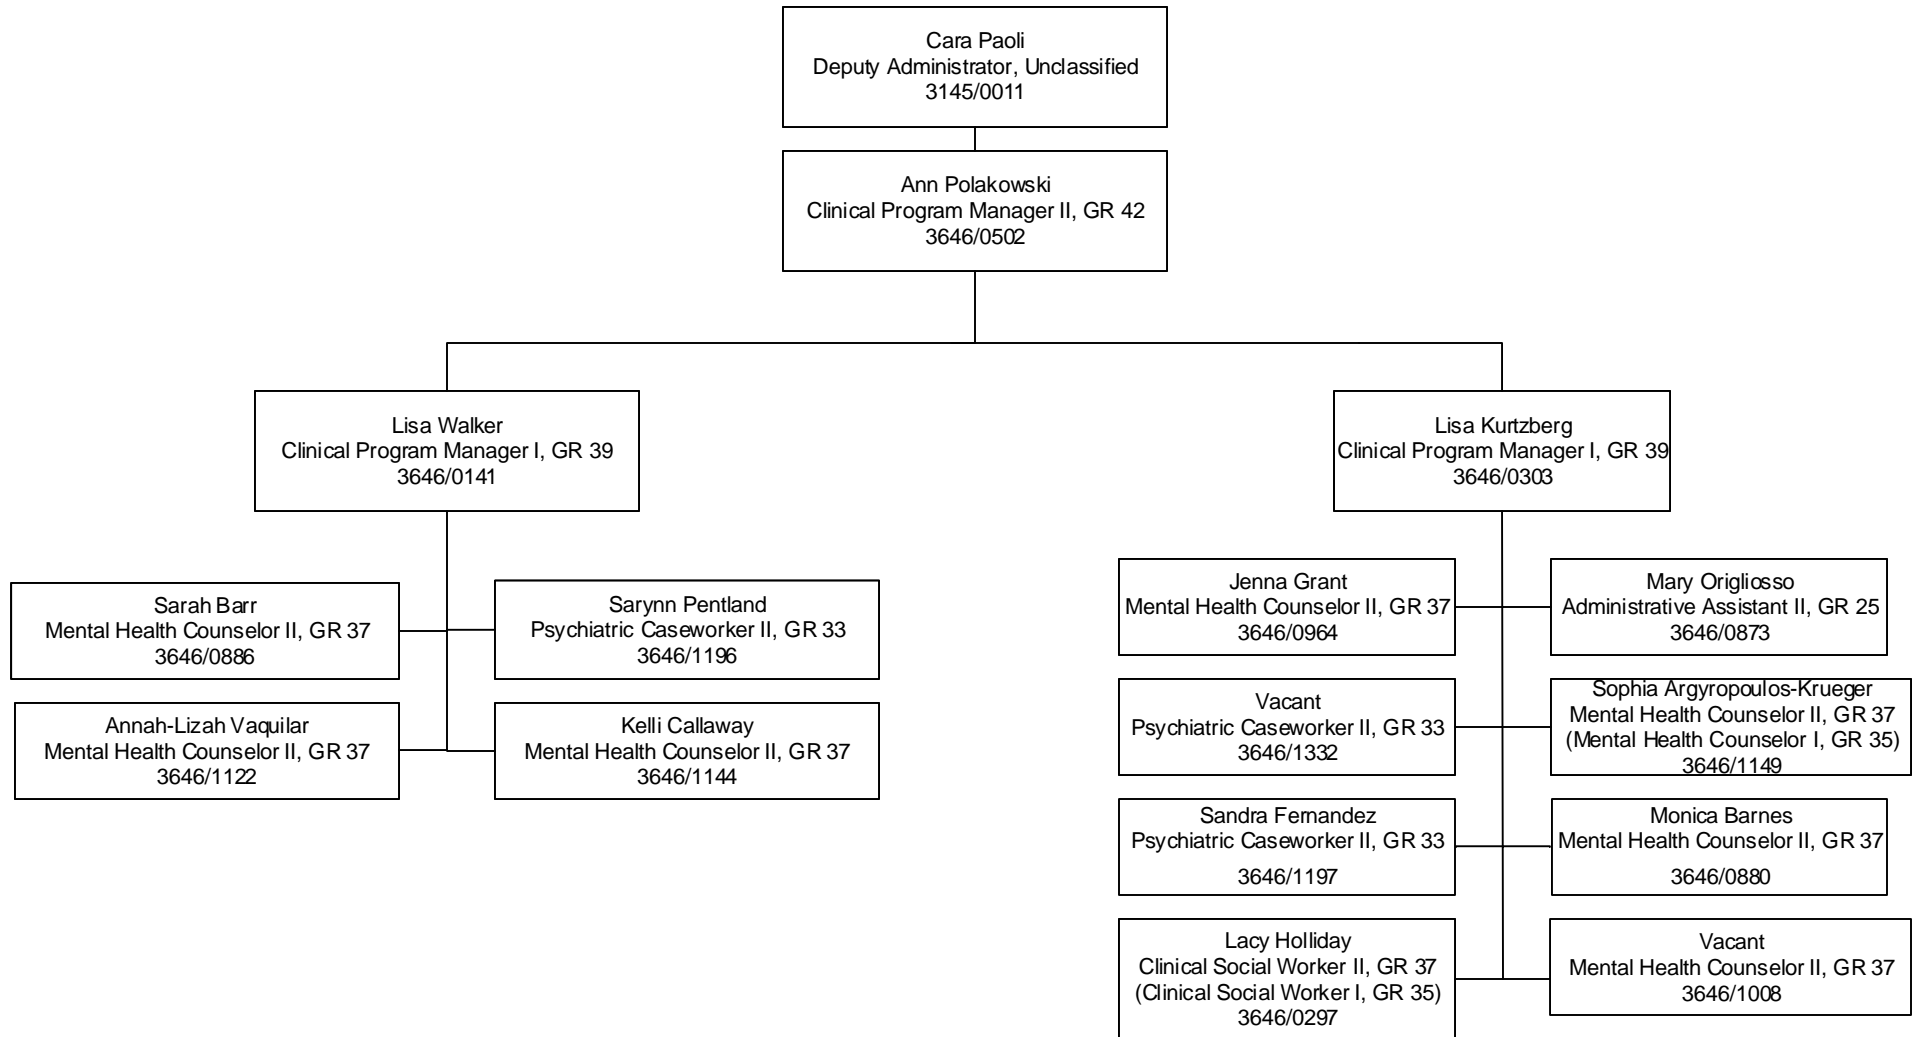 Cara Paoli
Deputy Administrator, Unclassified
3145/0011
Ann Polakowski
Clinical Program Manager II, GR 42
3646/0502
Lisa Walker
Clinical Program Manager I, GR 39
3646/0141
Lisa Kurtzberg
Clinical Program Manager I, GR 39
3646/0303
Sarah Barr
Mental Health Counselor II, GR 37
3646/0886
Sarynn Pentland
Psychiatric Caseworker II, GR 33
3646/1196
Annah-Lizah Vaquilar
Mental Health Counselor II, GR 37
3646/1122
Kelli Callaway
Mental Health Counselor II, GR 37
3646/1144
Jenna Grant
Mental Health Counselor II, GR 37
3646/0964
Mary Origliosso
Administrative Assistant II, GR 25
3646/0873
Vacant
Psychiatric Caseworker II, GR 33
3646/1332
Sophia Argyropoulos-Krueger
Mental Health Counselor II, GR 37
(Mental Health Counselor I, GR 35)
3646/1149
Sandra Fernandez
Psychiatric Caseworker II, GR 33
3646/1197
Monica Barnes
Mental Health Counselor II, GR 37
3646/0880
Lacy Holliday
Clinical Social Worker II, GR 37
(Clinical Social Worker I, GR 35)
3646/0297
Vacant
Mental Health Counselor II, GR 37
3646/1008